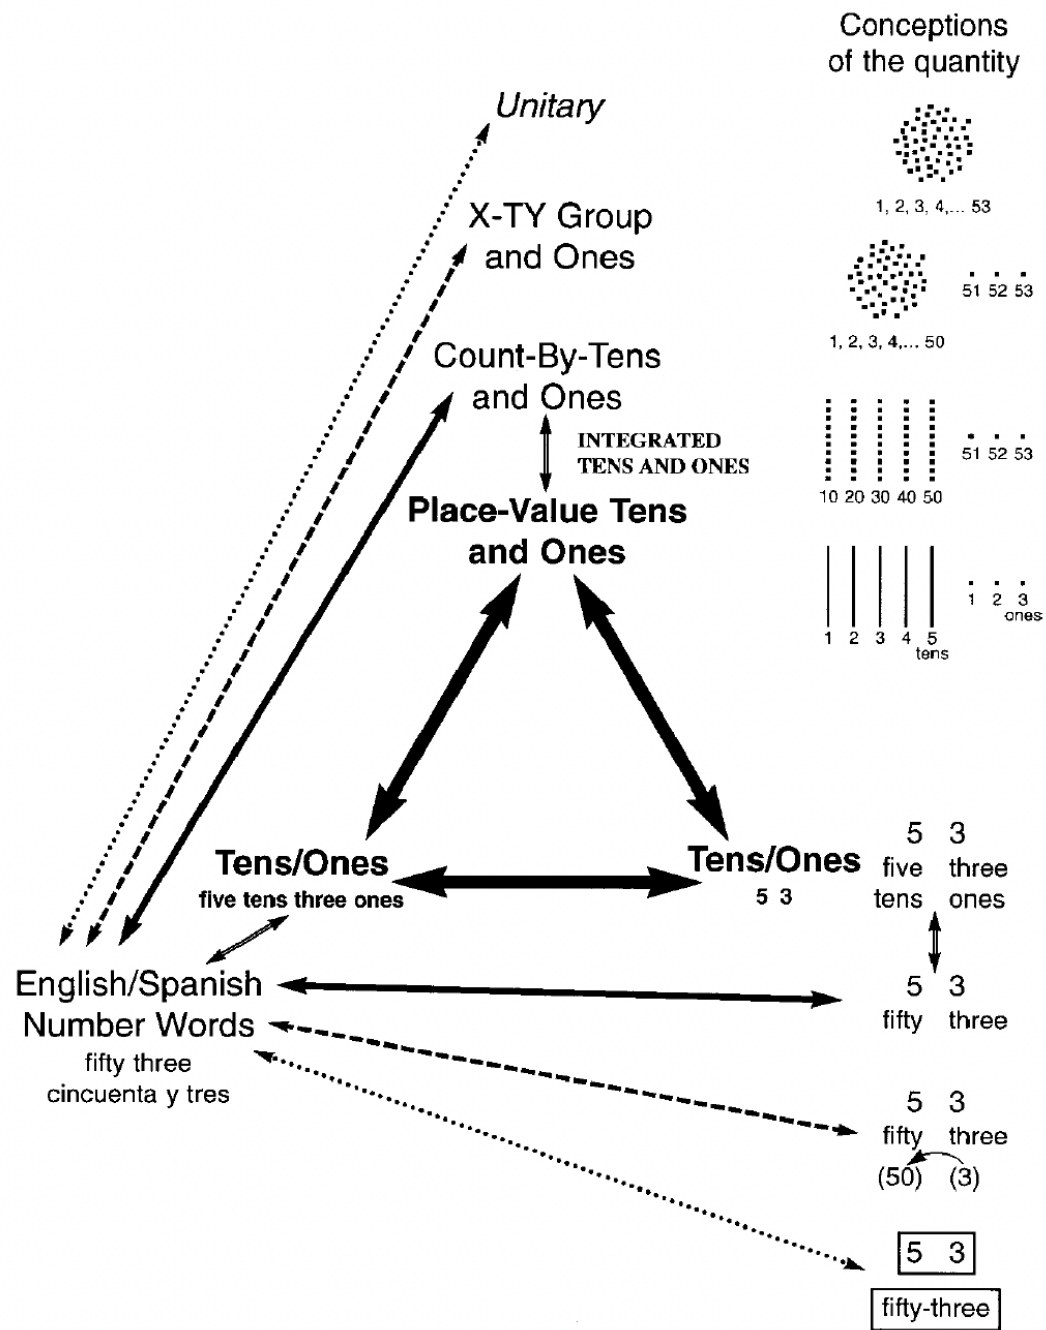 Conceptions
of the quantity
Unitary
1, 2, 3, 4,... 53
X-TY Group
and Ones
51 52 53
1, 2, 3, 4,... 50
Count-By-Tens
and Ones
INTEGRATED
TENS AND ONES
51 52 53
10 20 30 40 50
Place-Value Tens
and Ones
1 2 3
ones
1 2 3 4 5
tens
Tens/Ones
five tens three ones
Tens/Ones
5 3
5 3
five three
tens ones
English/Spanish
Number Words
fifty three
cincuenta y tres
5 3
fifty three
5 3
fifty three
(50) (3)
5 3
fifty-three